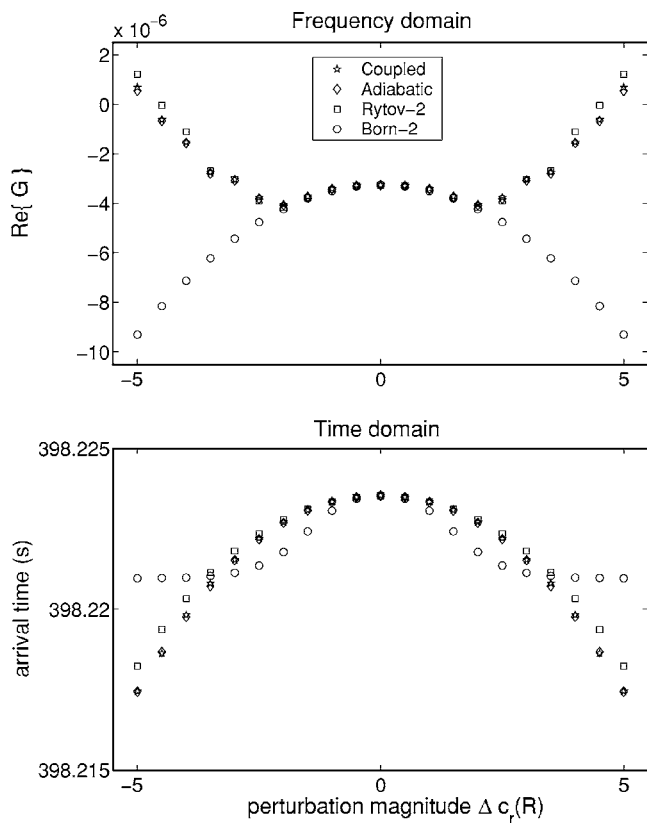 Frequency domain
x 10⁻⁶
2
0
−2
−4
−6
−8
−10
Re{ G }
Coupled
Adiabatic
Rytov−2
Born−2
−5
0
5
Time domain
398.225
398.22
398.215
arrival time (s)
−5
0
5
perturbation magnitude Δ cᵣ(R)